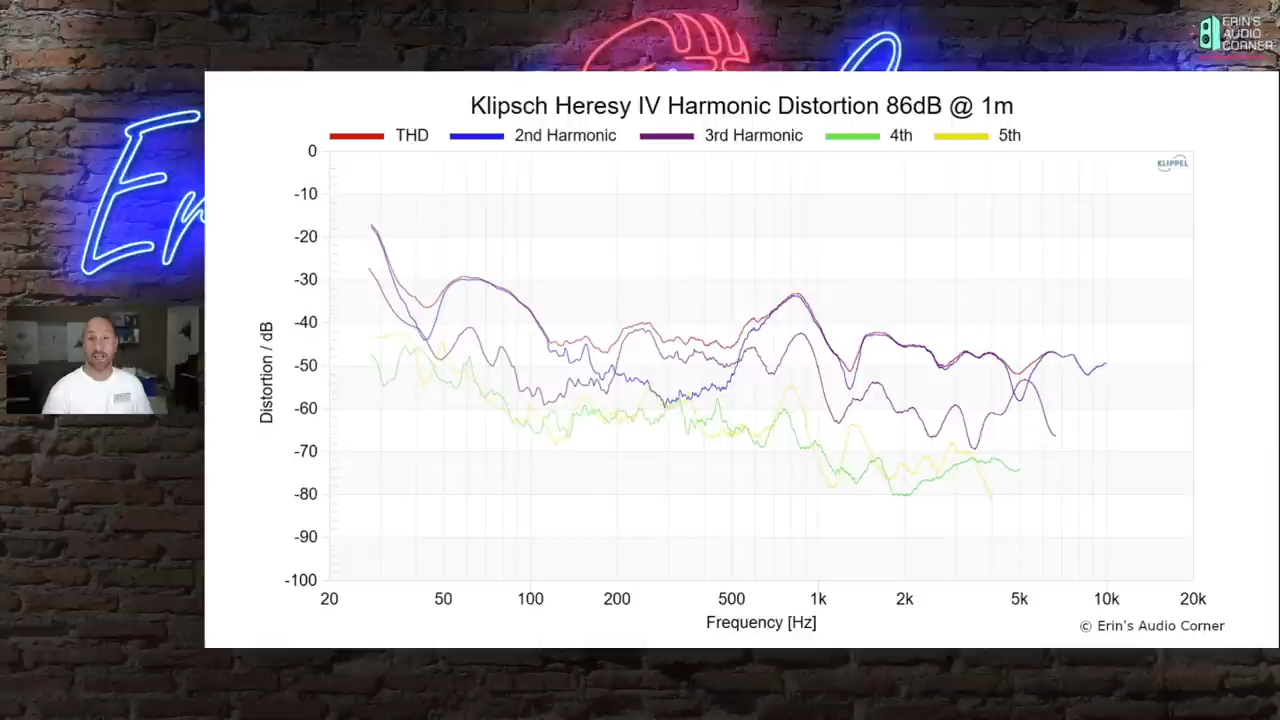 ERIN'S
AUDIO
CORNER
Er
Klipsch Heresy IV Harmonic Distortion 86dB @ 1m
THD 2nd Harmonic 3rd Harmonic 4th 5th
KLIPPEL
0
-10
-20
-30
-40
-50
-60
-70
-80
-90
-100
Distortion / dB
20 50 100 200 500 1k 2k 5k 10k 20k
Frequency [Hz]
© Erin's Audio Corner